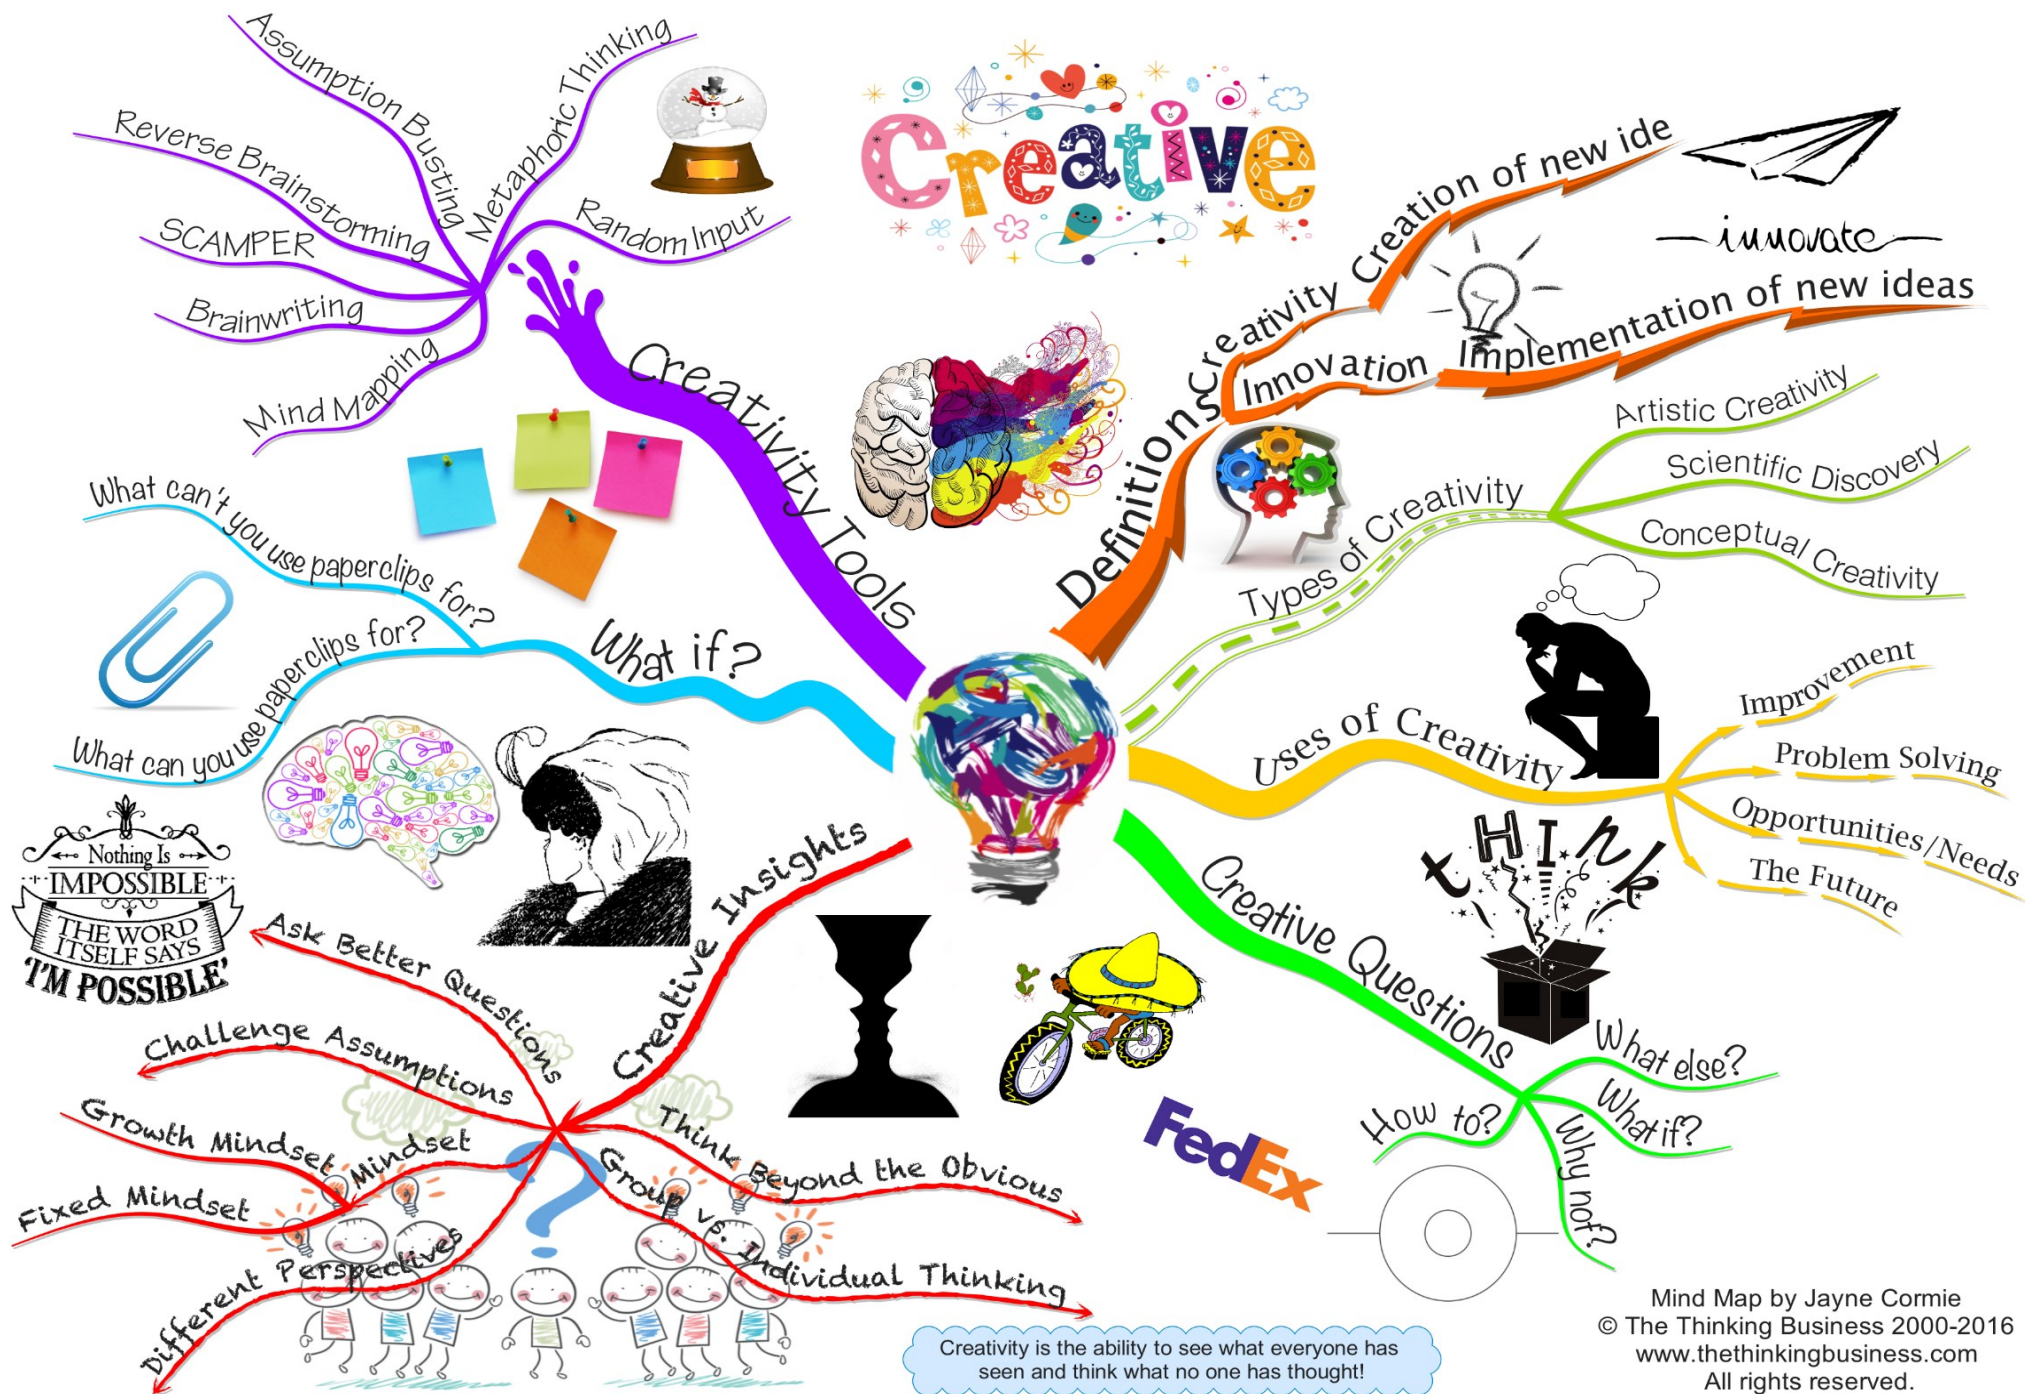 Creative
Creativity Tools
Assumption Busting
Metaphoric Thinking
Reverse Brainstorming
Random Input
SCAMPER
Brainwriting
Mind Mapping
Definitions
Creativity
Creation of new ide
innovate
Innovation
Implementation of new ideas
Types of Creativity
Artistic Creativity
Scientific Discovery
Conceptual Creativity
Uses of Creativity
Improvement
Problem Solving
Opportunities/Needs
The Future
tHINk
Creative Questions
What else?
What if?
Why not?
How to?
What if?
What can't you use paperclips for?
What can you use paperclips for?
Nothing Is
IMPOSSIBLE
THE WORD
ITSELF SAYS
'I'M POSSIBLE'
Creative Insights
Ask Better Questions
Challenge Assumptions
Mindset
Growth Mindset
Fixed Mindset
Different Perspectives
Think Beyond the Obvious
Group vs. Individual Thinking
FedEx
Creativity is the ability to see what everyone has
seen and think what no one has thought!
Mind Map by Jayne Cormie
© The Thinking Business 2000-2016
www.thethinkingbusiness.com
All rights reserved.